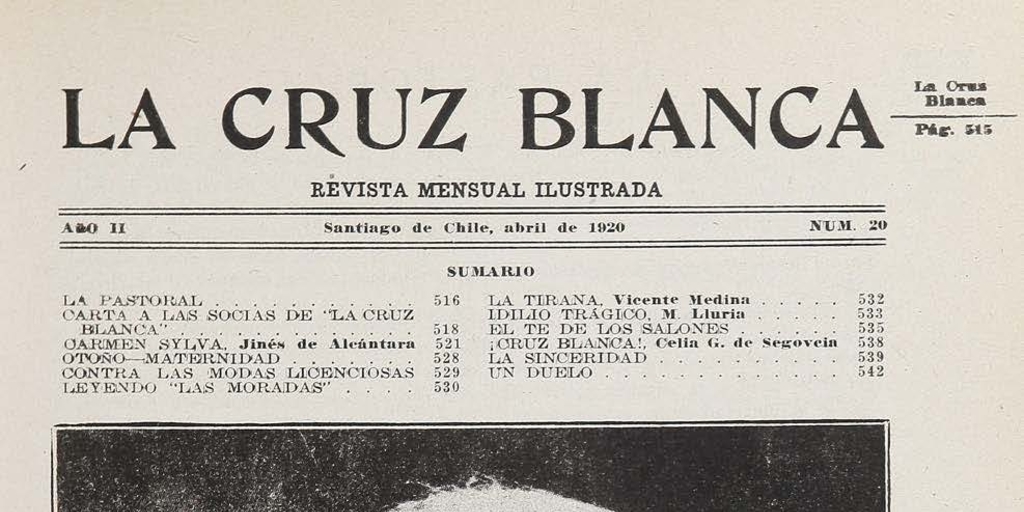 LA CRUZ BLANCA
La Cruz
Blanca
Pág. 515
REVISTA MENSUAL ILUSTRADA
AÑO II Santiago de Chile, abril de 1920 NUM. 20
SUMARIO
LA PASTORAL . . . . . . . . . . . . 516
CARTA A LAS SOCIAS DE "LA CRUZ
BLANCA" . . . . . . . . . . . . . 518
CARMEN SYLVA, Jinés de Alcántara 521
OTOÑO—MATERNIDAD . . . . . . . . 528
CONTRA LAS MODAS LICENCIOSAS 529
LEYENDO "LAS MORADAS" . . . . 530
LA TIRANA, Vicente Medina . . . . . 532
IDILIO TRÁGICO, M. Lluria . . . . . 533
EL TE DE LOS SALONES . . . . . . 535
¡CRUZ BLANCA!, Celia G. de Segovcia 538
LA SINCERIDAD . . . . . . . . . . 539
UN DUELO . . . . . . . . . . . . . 542